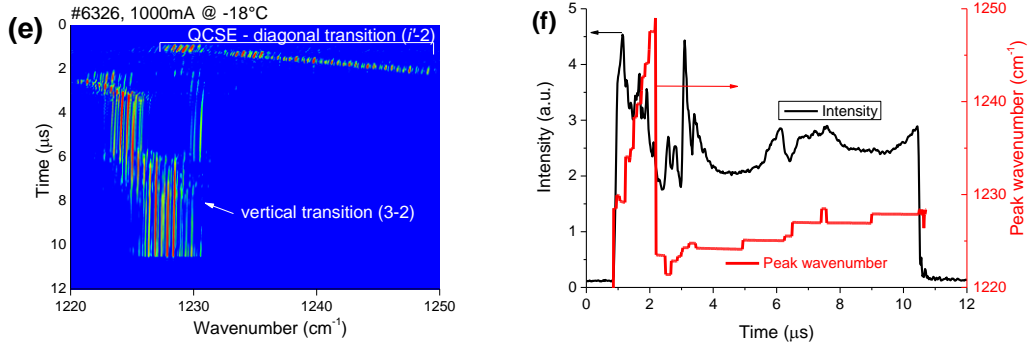 (e)
#6326, 1000mA @ -18°C
QCSE - diagonal transition (i'-2)
vertical transition (3-2)
Time (μs)
0
2
4
6
8
10
12
1220
1230
1240
1250
Wavenumber (cm⁻¹)
(f)
Intensity (a.u.)
5
4
3
2
1
0
Intensity
Peak wavenumber
0
2
4
6
8
10
12
Time (μs)
1250
1240
1230
1220
Peak wavenumber (cm⁻¹)